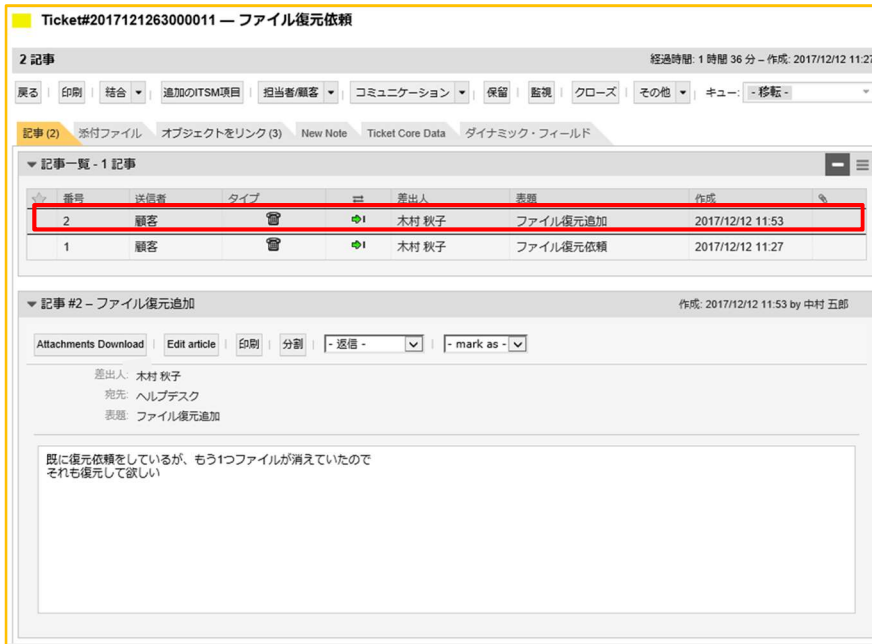 Ticket#2017121263000011 — ファイル復元依頼
2 記事 経過時間: 1 時間 36 分 – 作成: 2017/12/12 11:27
戻る 印刷 結合 追加のITSM項目 担当者/顧客 コミュニケーション 保留 監視 クローズ その他 キュー: - 移転 -
記事 (2) 添付ファイル オブジェクトをリンク (3) New Note Ticket Core Data ダイナミック・フィールド
記事一覧 - 1 記事
番号 送信者 タイプ 差出人 表題 作成
2 顧客 木村 秋子 ファイル復元追加 2017/12/12 11:53
1 顧客 木村 秋子 ファイル復元依頼 2017/12/12 11:27
記事 #2 – ファイル復元追加 作成: 2017/12/12 11:53 by 中村 五郎
Attachments Download Edit article 印刷 分割 - 返信 - - mark as -
差出人: 木村 秋子
宛先: ヘルプデスク
表題: ファイル復元追加
既に復元依頼をしているが、もう1つファイルが消えていたので
それも復元して欲しい